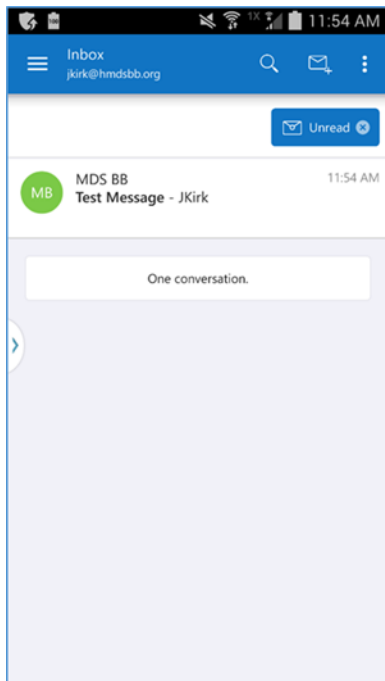 1X 11:54 AM
Inbox
jkirk@hmdsbb.org
Unread
MDS BB 11:54 AM
MB
Test Message - JKirk
One conversation.